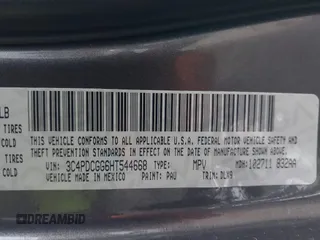 LB
TIRES
COLD
THIS VEHICLE CONFORMS TO ALL APPLICABLE U.S.A. FEDERAL MOTOR VEHICLE SAFETY AND
TIRES
THEFT PREVENTION STANDARDS IN EFFECT ON THE DATE OF MANUFACTURE SHOWN ABOVE.
COLD
VIN: 3C4PDCGG6HT544668 TYPE: MPV MDH: 102711 832AA
VEHICLE MADE IN MEXICO PAINT: PAU TRIM: DLX9
DREAMBID